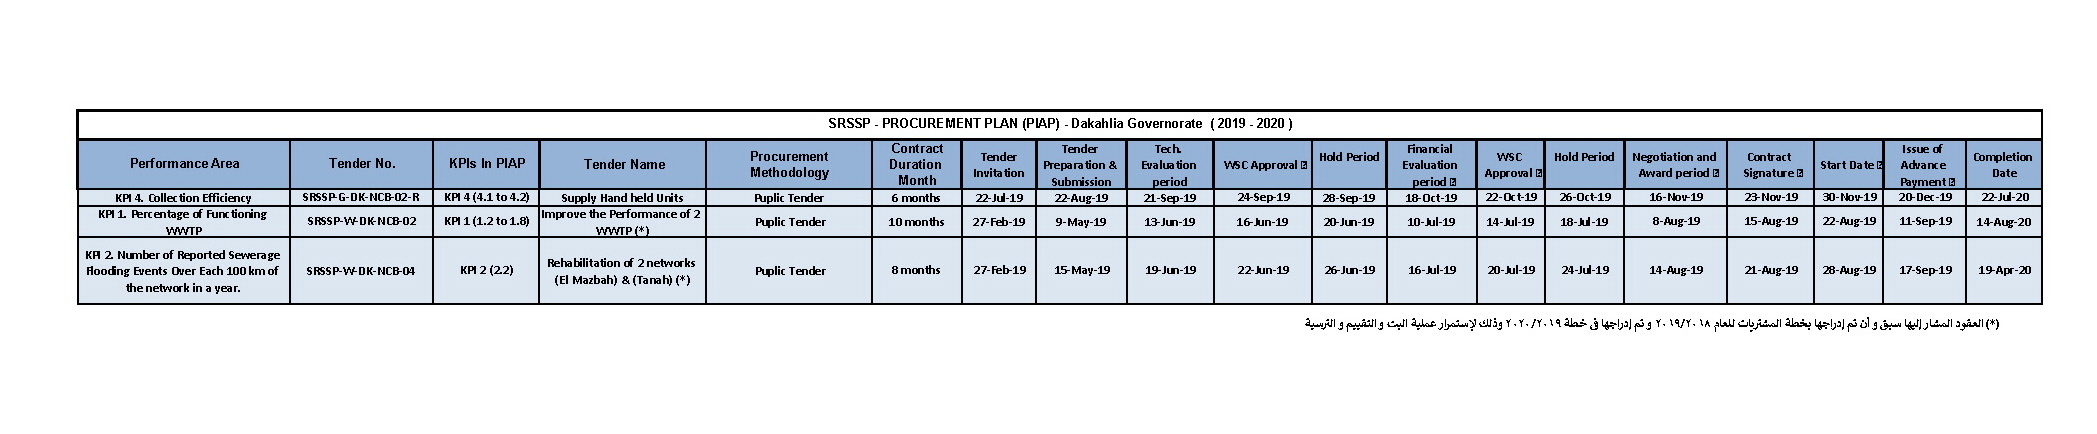 SRSSP - PROCUREMENT PLAN (PIAP) - Dakahlia Governorate ( 2019 - 2020 )
Performance Area Tender No. KPIs In PIAP Tender Name Procurement Methodology Contract Duration Month Tender Invitation Tender Preparation & Submission Tech. Evaluation period WSC Approval Hold Period Financial Evaluation period WSC Approval Hold Period Negotiation and Award period Contract Signature Start Date Issue of Advance Payment Completion Date
KPI 4. Collection Efficiency SRSSP-G-DK-NCB-02-R KPI 4 (4.1 to 4.2) Supply Hand held Units Puplic Tender 6 months 22-Jul-19 22-Aug-19 21-Sep-19 24-Sep-19 28-Sep-19 18-Oct-19 22-Oct-19 26-Oct-19 16-Nov-19 23-Nov-19 30-Nov-19 20-Dec-19 22-Jul-20
KPI 1. Percentage of Functioning WWTP SRSSP-W-DK-NCB-02 KPI 1 (1.2 to 1.8) Improve the Performance of 2 WWTP (*) Puplic Tender 10 months 27-Feb-19 9-May-19 13-Jun-19 16-Jun-19 20-Jun-19 10-Jul-19 14-Jul-19 18-Jul-19 8-Aug-19 15-Aug-19 22-Aug-19 11-Sep-19 14-Aug-20
KPI 2. Number of Reported Sewerage Flooding Events Over Each 100 km of the network in a year. SRSSP-W-DK-NCB-04 KPI 2 (2.2) Rehabilitation of 2 networks (El Mazbah) & (Tanah) (*) Puplic Tender 8 months 27-Feb-19 15-May-19 19-Jun-19 22-Jun-19 26-Jun-19 16-Jul-19 20-Jul-19 24-Jul-19 14-Aug-19 21-Aug-19 28-Aug-19 17-Sep-19 19-Apr-20
(*) العقود المشار إليها سبق و أن تم إدراجها بخطة المشتريات للعام ٢٠١٩/٢٠١٨ و تم إدراجها فى خطة ٢٠٢٠/٢٠١٩ وذلك لإستمرار عملية البت و التقييم و الترسية